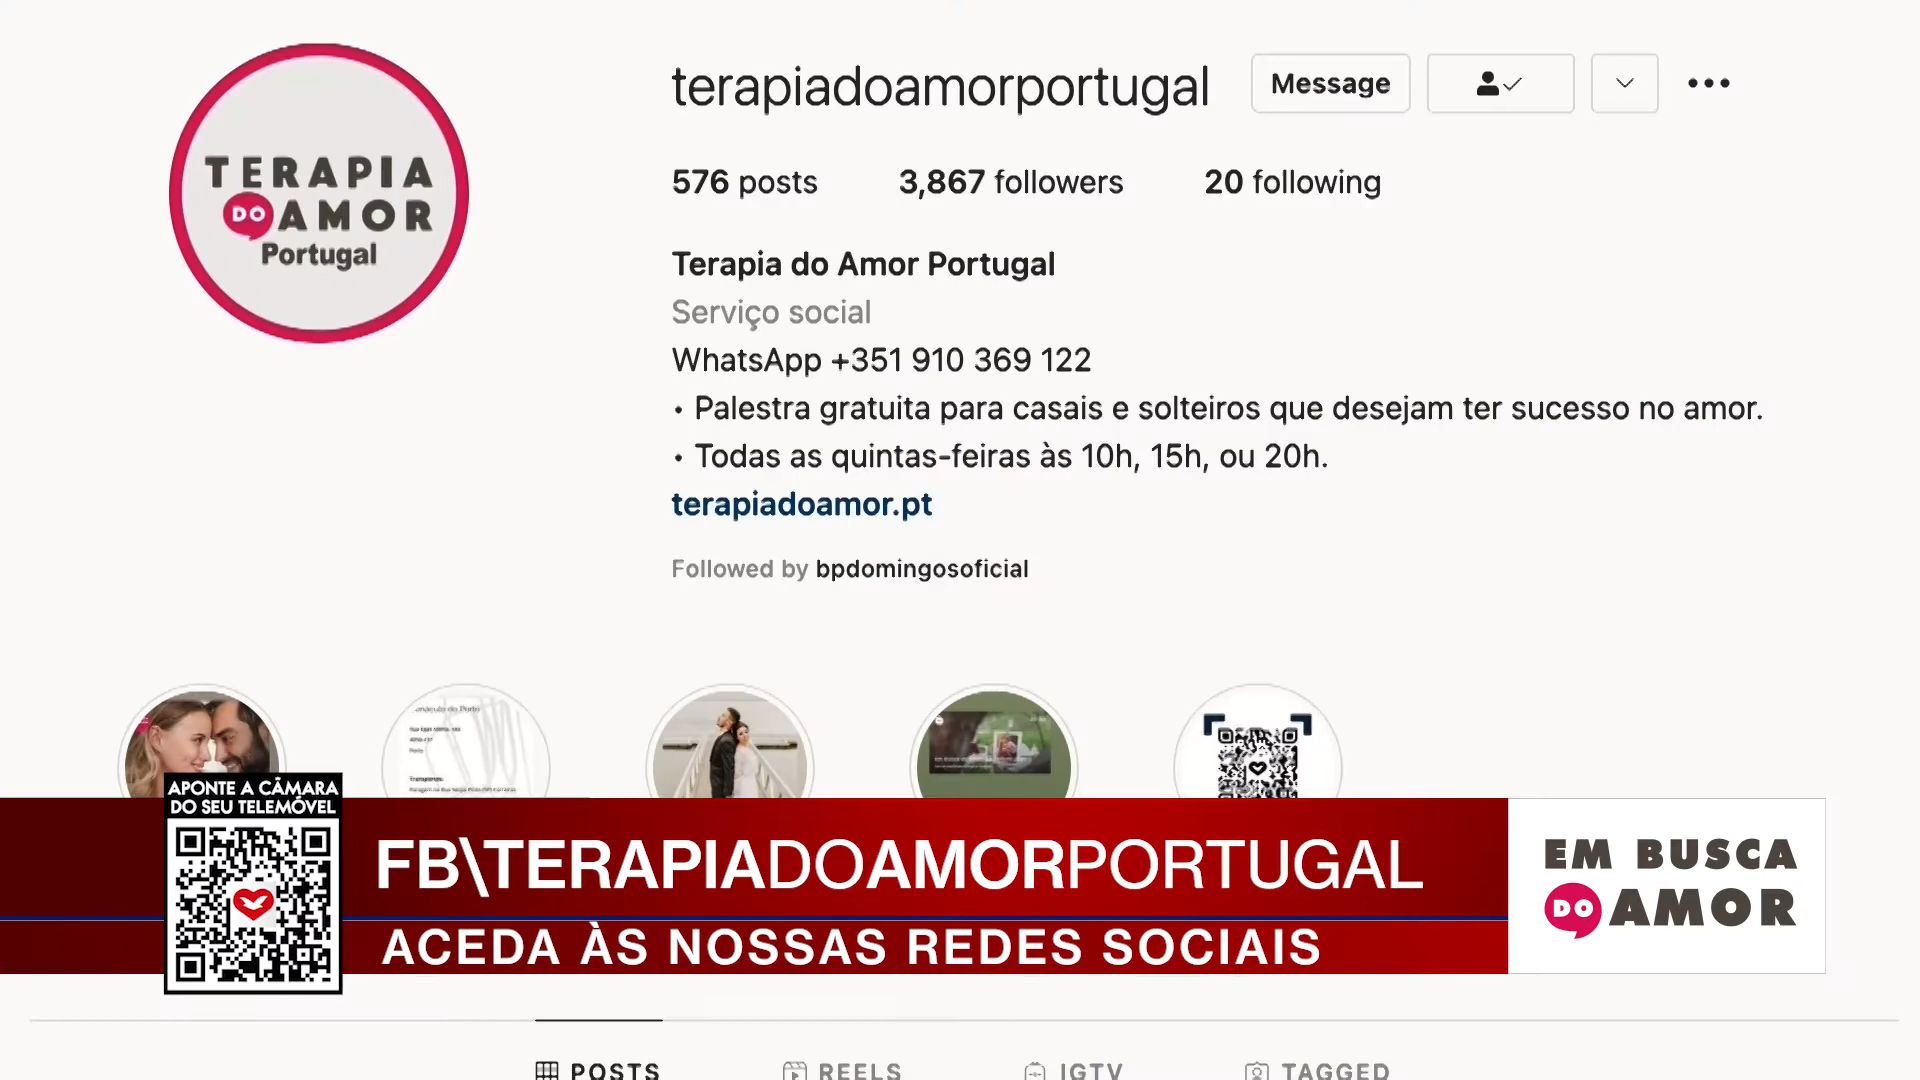 TERAPIA
DO AMOR
Portugal
terapiadoamorportugal
Message
576 posts
3,867 followers
20 following
Terapia do Amor Portugal
Serviço social
WhatsApp +351 910 369 122
• Palestra gratuita para casais e solteiros que desejam ter sucesso no amor.
• Todas as quintas-feiras às 10h, 15h, ou 20h.
terapiadoamor.pt
Followed by bpdomingosoficial
APONTE A CÂMARA
DO SEU TELEMÓVEL
FB\TERAPIADOAMORPORTUGAL
ACEDA ÀS NOSSAS REDES SOCIAIS
EM BUSCA
DO AMOR
POSTS
REELS
IGTV
TAGGED